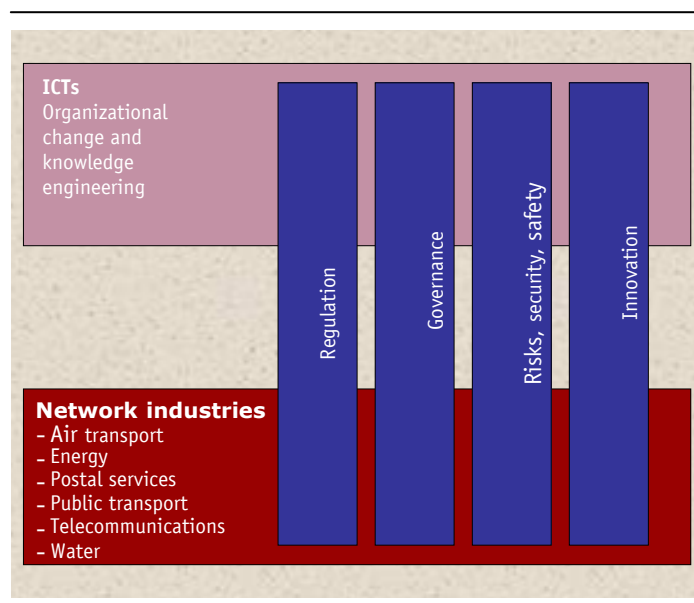 ICTs
Organizational
change and
knowledge
engineering
Regulation
Governance
Risks, security, safety
Innovation
Network industries
- Air transport
- Energy
- Postal services
- Public transport
- Telecommunications
- Water